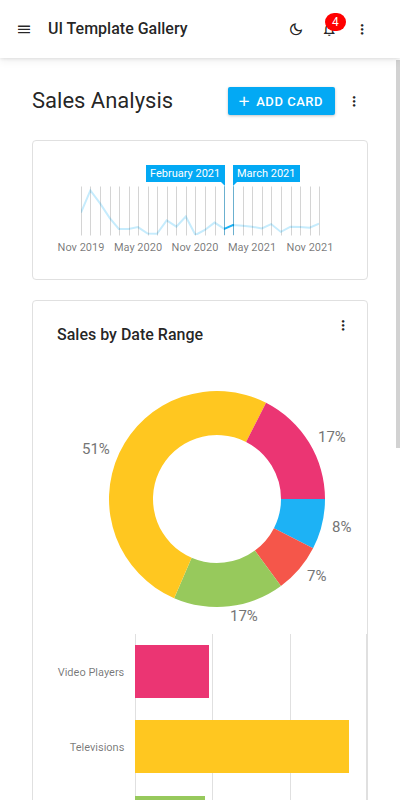 UI Template Gallery
4
Sales Analysis
ADD CARD
February 2021
March 2021
Nov 2019
May 2020
Nov 2020
May 2021
Nov 2021
Sales by Date Range
51%
17%
8%
7%
17%
Video Players
Televisions